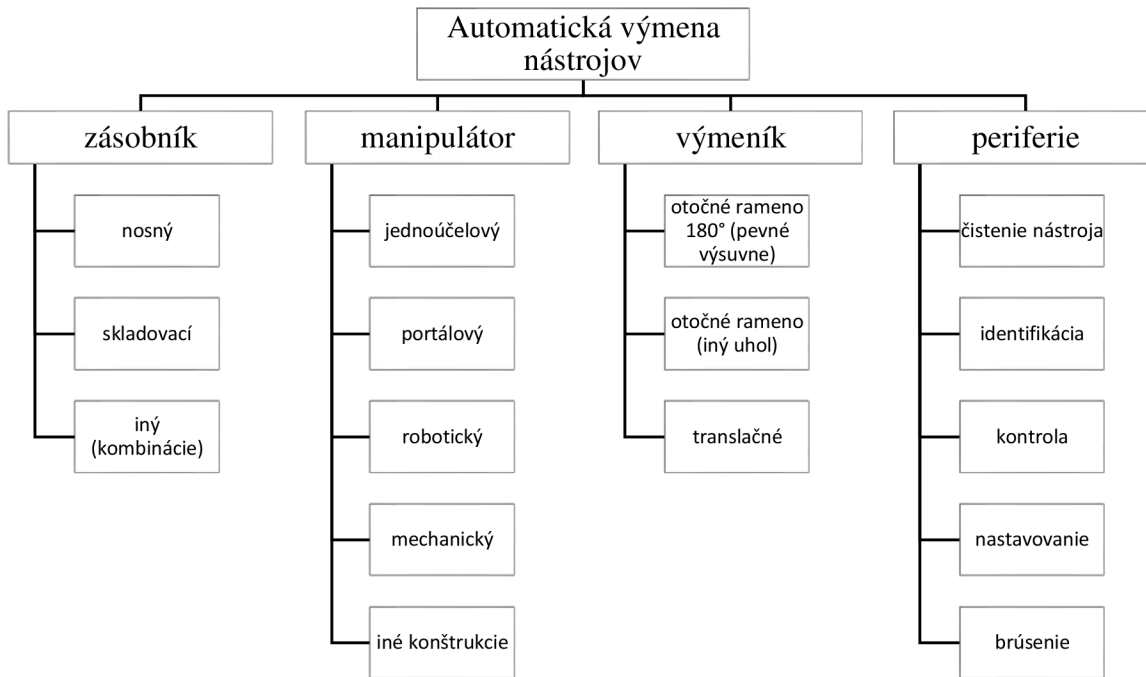 Automatická výmena
nástrojov
zásobník
nosný
skladovací
iný
(kombinácie)
manipulátor
jednoúčelový
portálový
robotický
mechanický
iné konštrukcie
výmeník
otočné rameno
180° (pevné
výsuvne)
otočné rameno
(iný uhol)
translačné
periferie
čistenie nástroja
identifikácia
kontrola
nastavovanie
brúsenie